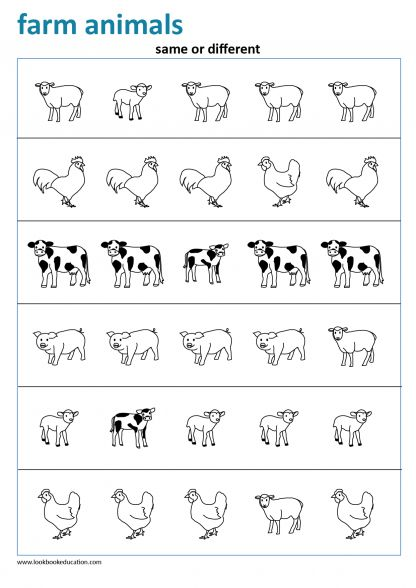 farm animals
same or different
www.lookbookeducation.com